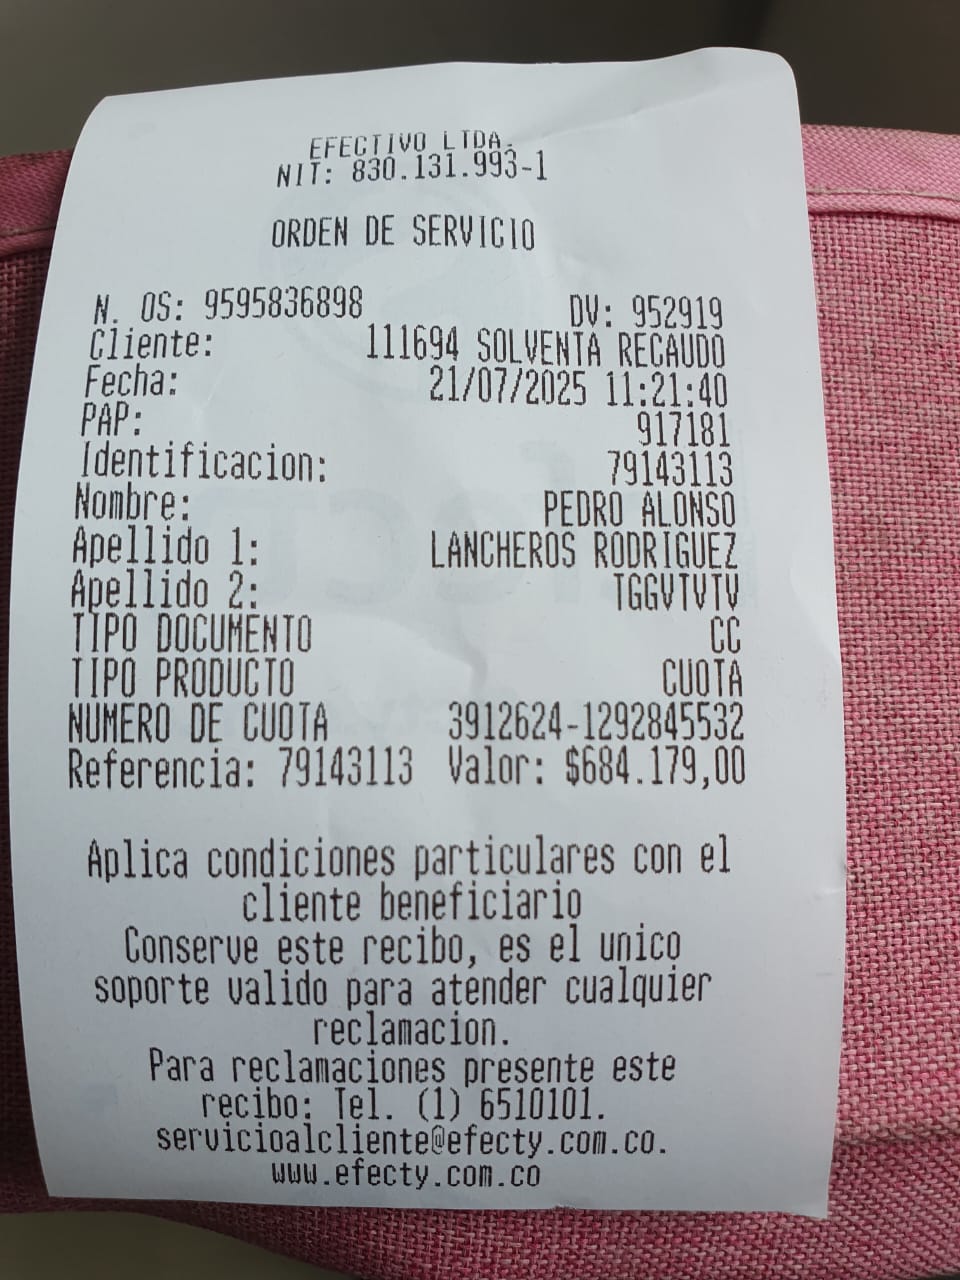 EFECTIVO LTDA.
NIT: 830.131.993-1
ORDEN DE SERVICIO
N. OS: 9595836898 DV: 952919
Cliente: 111694 SOLVENTA RECAUDO
Fecha: 21/07/2025 11:21:40
PAP: 917181
Identificacion: 79143113
Nombre: PEDRO ALONSO
Apellido 1: LANCHEROS RODRIGUEZ
Apellido 2: TGGVTVTV
TIPO DOCUMENTO CC
TIPO PRODUCTO CUOTA
NUMERO DE CUOTA 3912624-1292845532
Referencia: 79143113 Valor: $684.179,00
Aplica condiciones particulares con el
cliente beneficiario
Conserve este recibo, es el unico
soporte valido para atender cualquier
reclamacion.
Para reclamaciones presente este
recibo: Tel. (1) 6510101.
servicioalcliente@efecty.com.co.
www.efecty.com.co